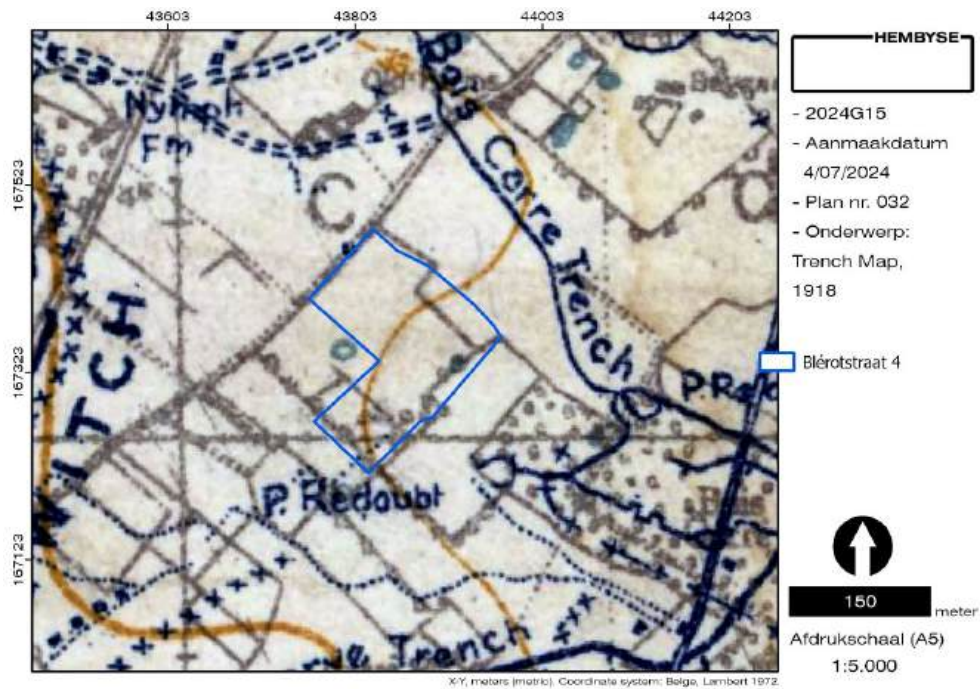 43603 43803 44003 44203
167523
167323
167123
Nymph
Fm
Bois
Carre Trench
C
WITCH
P. Redoubt
Trench
Bois
HEMBYSE
- 2024G15
- Aanmaakdatum
4/07/2024
- Plan nr. 032
- Onderwerp:
Trench Map,
1918
Blérotstraat 4
150 meter
Afdrukschaal (A5)
1:5.000
X-Y, meters (metric). Coordinate system: Belge, Lambert 1972.